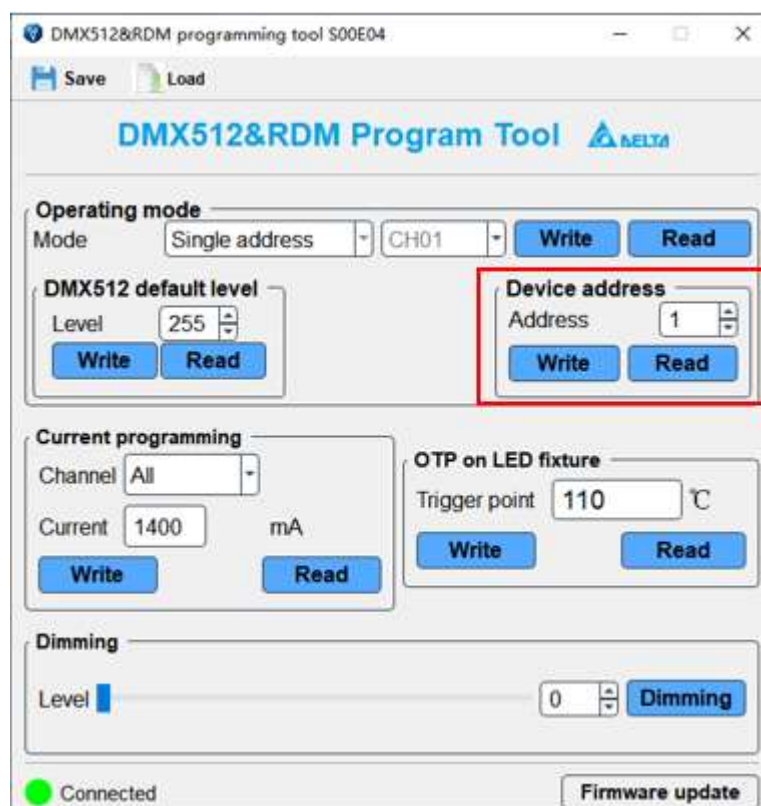 DMX512&RDM programming tool S00E04
Save Load
DMX512&RDM Program Tool DELTA
Operating mode
Mode Single address CH01 Write Read
DMX512 default level
Level 255
Write Read
Device address
Address 1
Write Read
Current programming
Channel All
Current 1400 mA
Write Read
OTP on LED fixture
Trigger point 110 ℃
Write Read
Dimming
Level 0 Dimming
Connected Firmware update